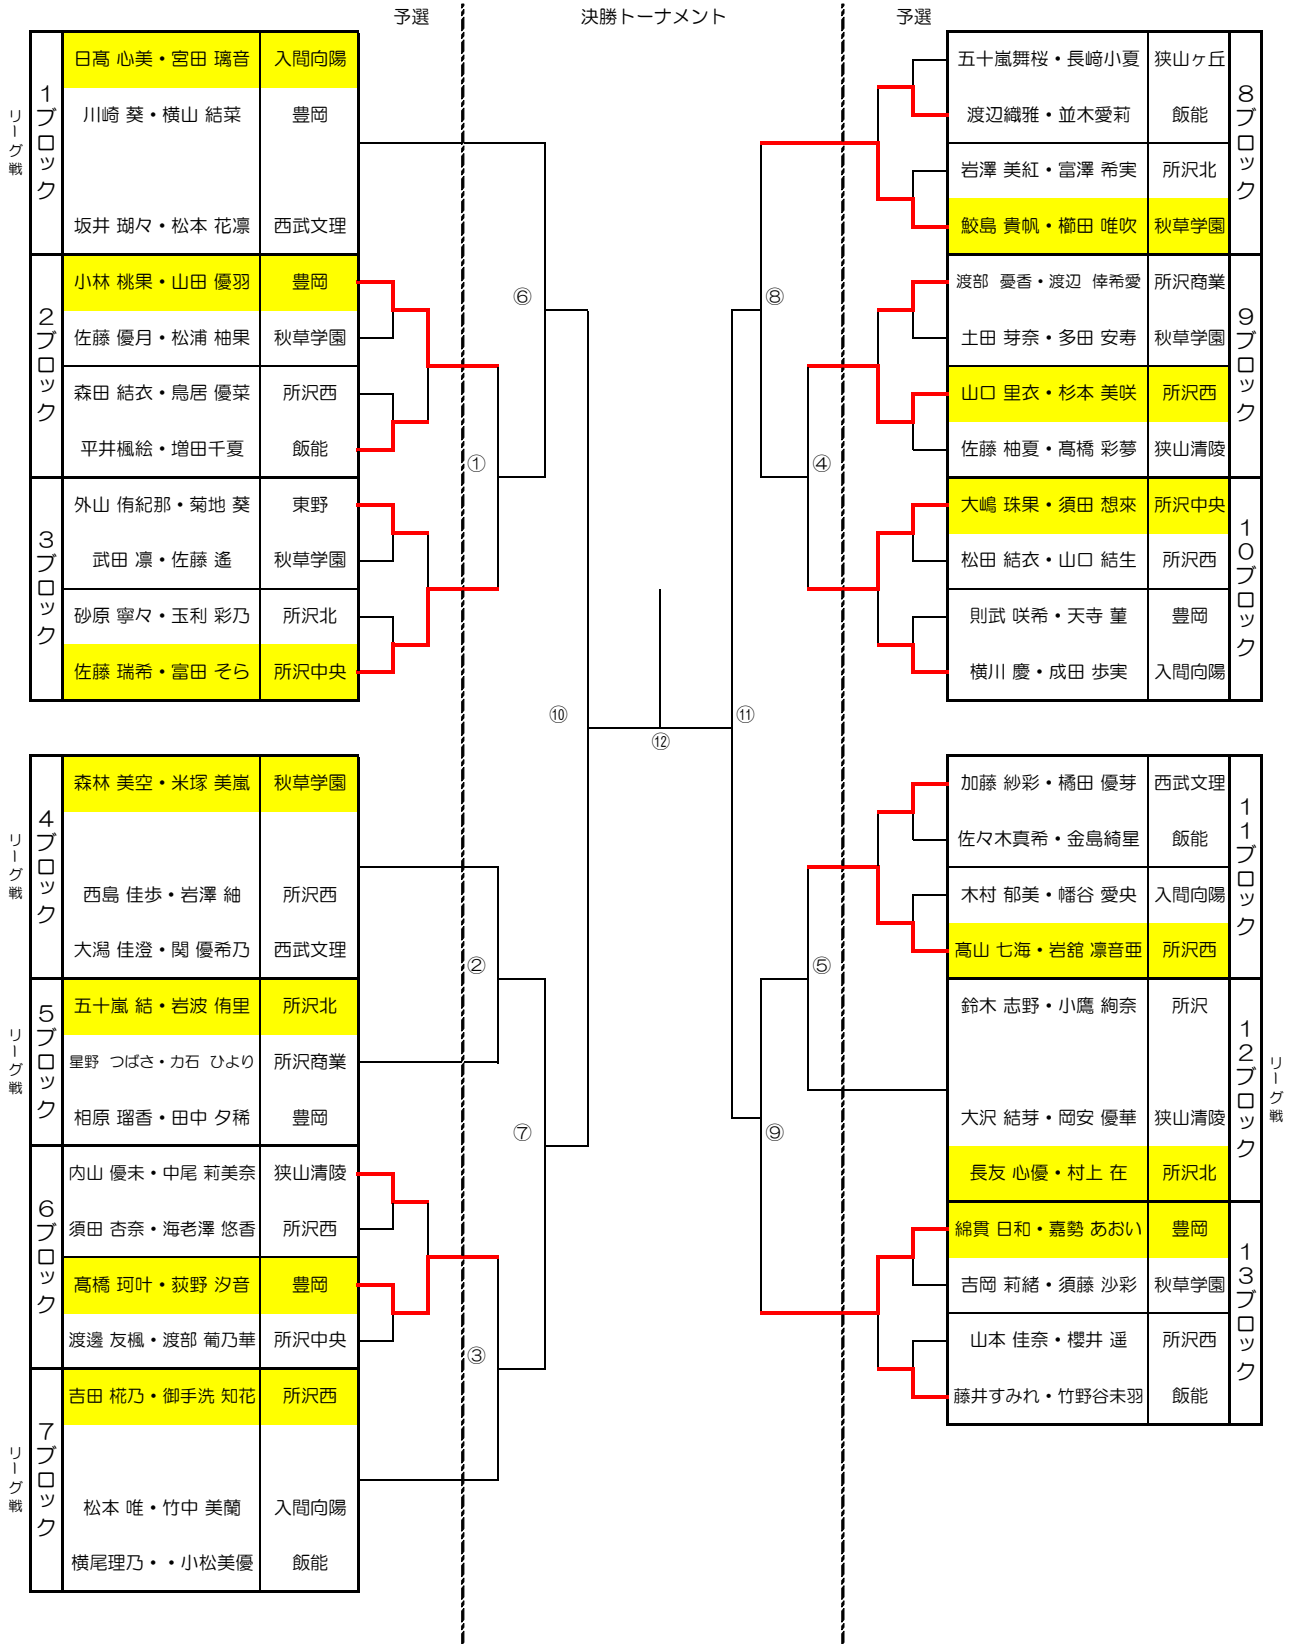 予選
決勝トーナメント
予選
リーグ戦
1ブロック
日髙 心美・宮田 璃音 入間向陽
川崎 葵・横山 結菜 豊岡
坂井 瑚々・松本 花凛 西武文理
2ブロック
小林 桃果・山田 優羽 豊岡
佐藤 優月・松浦 柚果 秋草学園
森田 結衣・鳥居 優菜 所沢西
平井楓絵・増田千夏 飯能
3ブロック
外山 侑紀那・菊地 葵 東野
武田 凛・佐藤 遙 秋草学園
砂原 寧々・玉利 彩乃 所沢北
佐藤 瑞希・富田 そら 所沢中央
リーグ戦
4ブロック
森林 美空・米塚 美嵐 秋草学園
西島 佳歩・岩澤 紬 所沢西
大潟 佳澄・関 優希乃 西武文理
リーグ戦
5ブロック
五十嵐 結・岩波 侑里 所沢北
星野 つばさ・力石 ひより 所沢商業
相原 瑠香・田中 夕稀 豊岡
6ブロック
内山 優未・中尾 莉美奈 狭山清陵
須田 杏奈・海老澤 悠香 所沢西
髙橋 珂叶・荻野 汐音 豊岡
渡邉 友楓・渡部 葡乃華 所沢中央
リーグ戦
7ブロック
吉田 椛乃・御手洗 知花 所沢西
松本 唯・竹中 美蘭 入間向陽
横尾理乃・・小松美優 飯能
①
②
③
⑥
⑦
⑩
⑫
⑪
⑧
⑨
④
⑤
8ブロック
五十嵐舞桜・長﨑小夏 狭山ヶ丘
渡辺織雅・並木愛莉 飯能
岩澤 美紅・富澤 希実 所沢北
鮫島 貴帆・櫛田 唯吹 秋草学園
9ブロック
渡部 憂香・渡辺 倖希愛 所沢商業
土田 芽奈・多田 安寿 秋草学園
山口 里衣・杉本 美咲 所沢西
佐藤 柚夏・髙橋 彩夢 狭山清陵
10ブロック
大嶋 珠果・須田 想來 所沢中央
松田 結衣・山口 結生 所沢西
則武 咲希・天寺 菫 豊岡
横川 慶・成田 歩実 入間向陽
11ブロック
加藤 紗彩・橘田 優芽 西武文理
佐々木真希・金島綺星 飯能
木村 郁美・幡谷 愛央 入間向陽
髙山 七海・岩舘 凛音亜 所沢西
12ブロック
リーグ戦
鈴木 志野・小鷹 絢奈 所沢
大沢 結芽・岡安 優華 狭山清陵
長友 心優・村上 在 所沢北
13ブロック
綿貫 日和・嘉勢 あおい 豊岡
吉岡 莉緒・須藤 沙彩 秋草学園
山本 佳奈・櫻井 遥 所沢西
藤井すみれ・竹野谷未羽 飯能